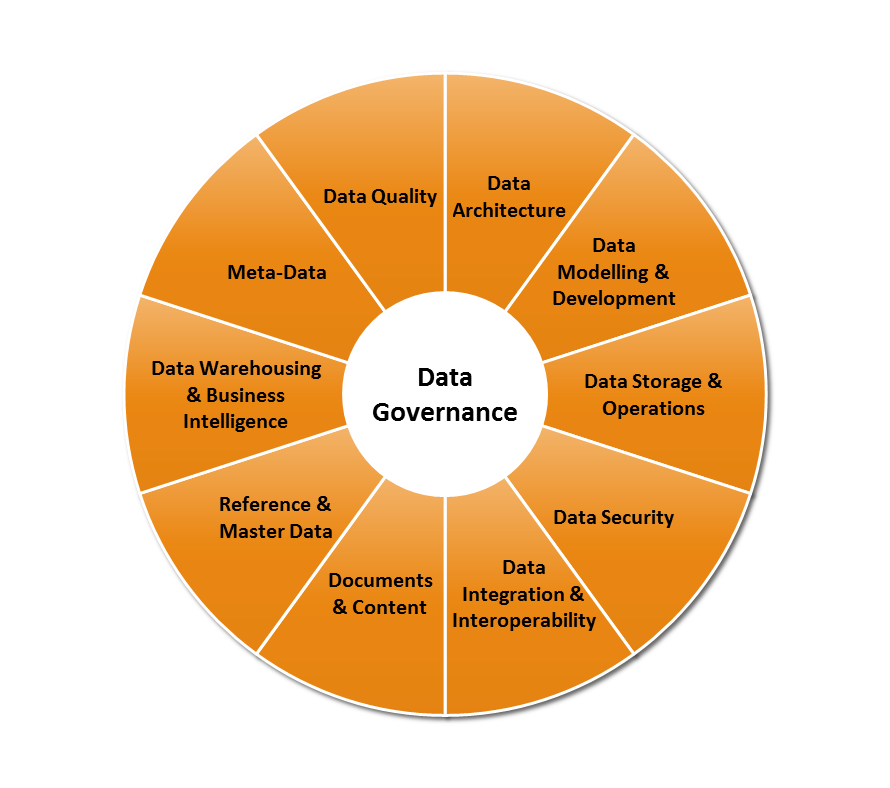 Data
Governance
Data
Architecture
Data
Modelling &
Development
Data Storage &
Operations
Data Security
Data
Integration &
Interoperability
Documents
& Content
Reference &
Master Data
Data Warehousing
& Business
Intelligence
Meta-Data
Data Quality